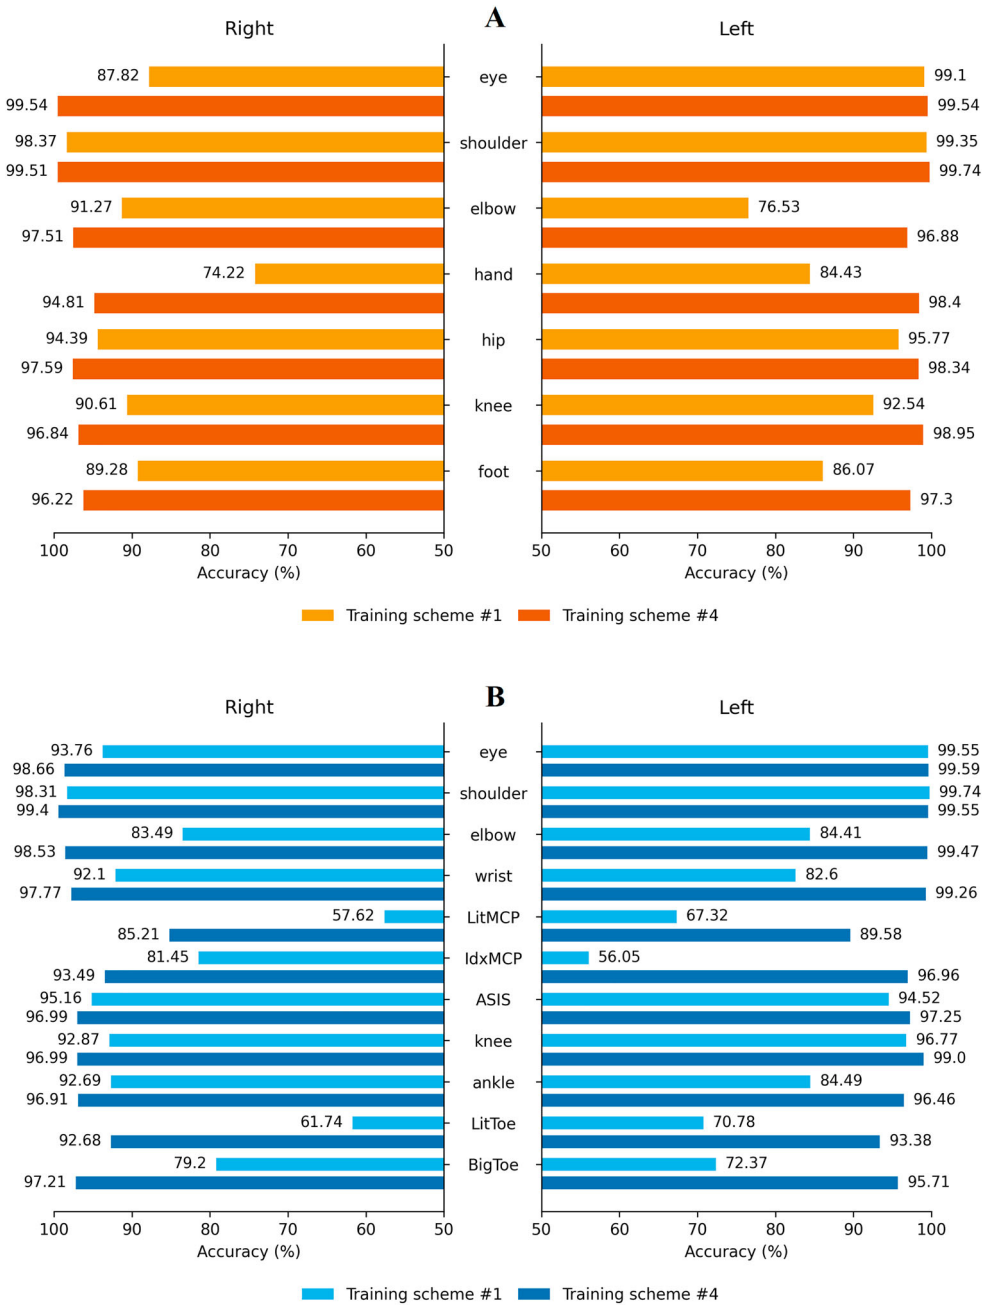 A
Right Left
87.82 eye 99.1
99.54 99.54
98.37 shoulder 99.35
99.51 99.74
91.27 elbow 76.53
97.51 96.88
74.22 hand 84.43
94.81 98.4
94.39 hip 95.77
97.59 98.34
90.61 knee 92.54
96.84 98.95
89.28 foot 86.07
96.22 97.3
100 90 80 70 60 50 50 60 70 80 90 100
Accuracy (%) Accuracy (%)
Training scheme #1 Training scheme #4
B
Right Left
93.76 eye 99.55
98.66 99.59
98.31 shoulder 99.74
99.4 99.55
83.49 elbow 84.41
98.53 99.47
92.1 wrist 82.6
97.77 99.26
57.62 LitMCP 67.32
85.21 89.58
81.45 IdxMCP 56.05
93.49 96.96
95.16 ASIS 94.52
96.99 97.25
92.87 knee 96.77
96.99 99.0
92.69 ankle 84.49
96.91 96.46
61.74 LitToe 70.78
92.68 93.38
79.2 BigToe 72.37
97.21 95.71
100 90 80 70 60 50 50 60 70 80 90 100
Accuracy (%) Accuracy (%)
Training scheme #1 Training scheme #4